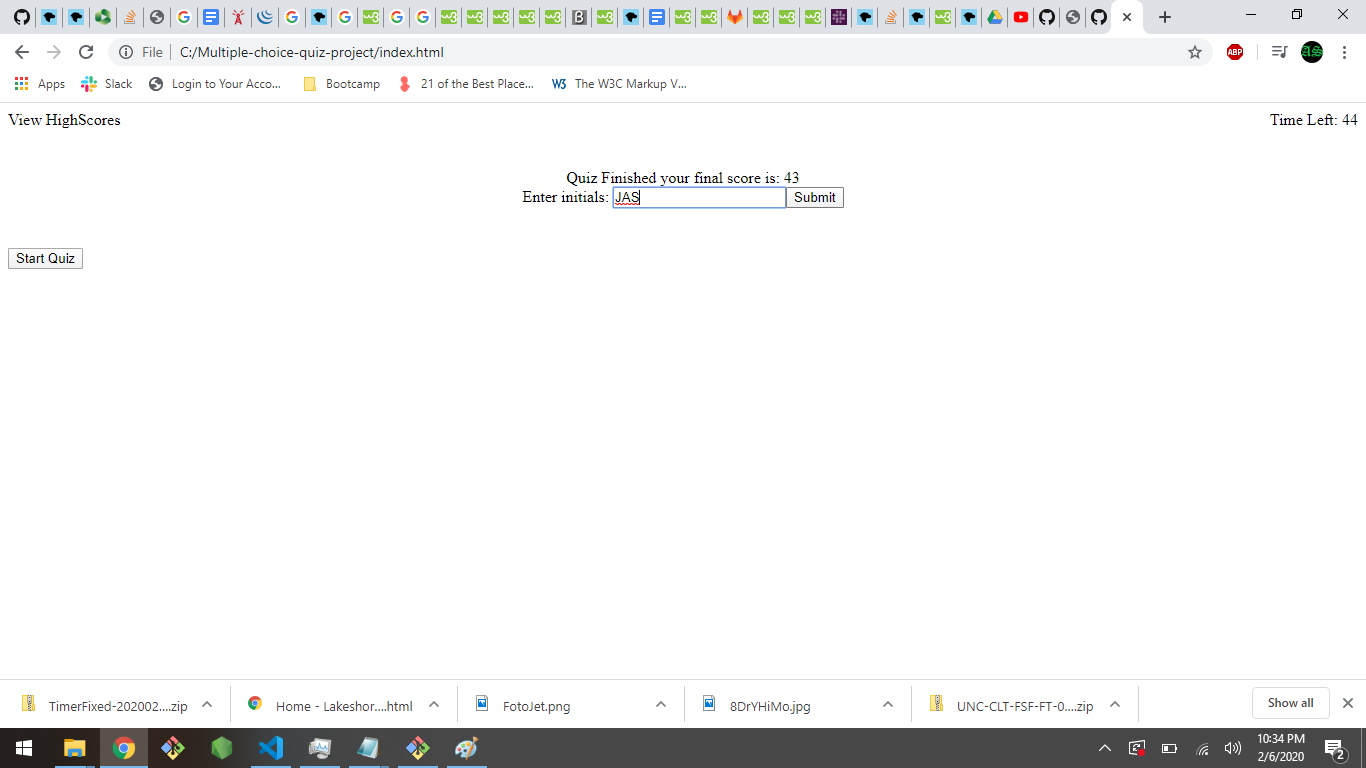 File C:/Multiple-choice-quiz-project/index.html ABP AS
Apps Slack Login to Your Acco... Bootcamp 21 of the Best Place... W3 The W3C Markup V...
View HighScores Time Left: 44
Quiz Finished your final score is: 43
Enter initials: JAS Submit
Start Quiz
TimerFixed-202002....zip Home - Lakeshor....html FotoJet.png 8DrYHiMo.jpg UNC-CLT-FSF-FT-0....zip Show all
10:34 PM
2/6/2020 2